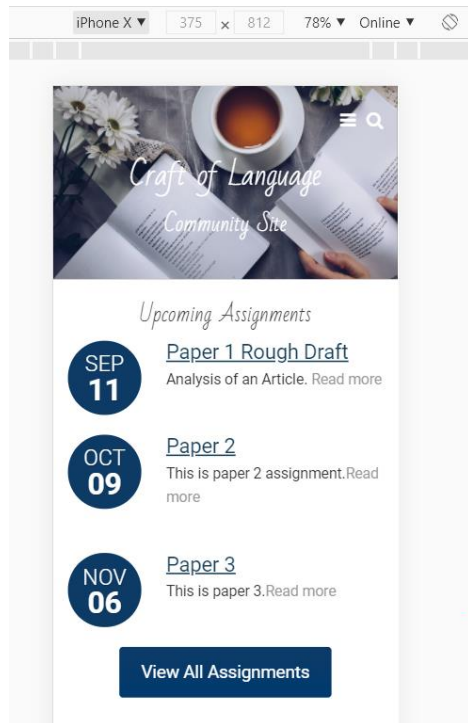 iPhone X ▼ 375 x 812 78% ▼ Online ▼
Craft of Language
Community Site
Upcoming Assignments
SEP
11
Paper 1 Rough Draft
Analysis of an Article. Read more
OCT
09
Paper 2
This is paper 2 assignment.Read
more
NOV
06
Paper 3
This is paper 3.Read more
View All Assignments